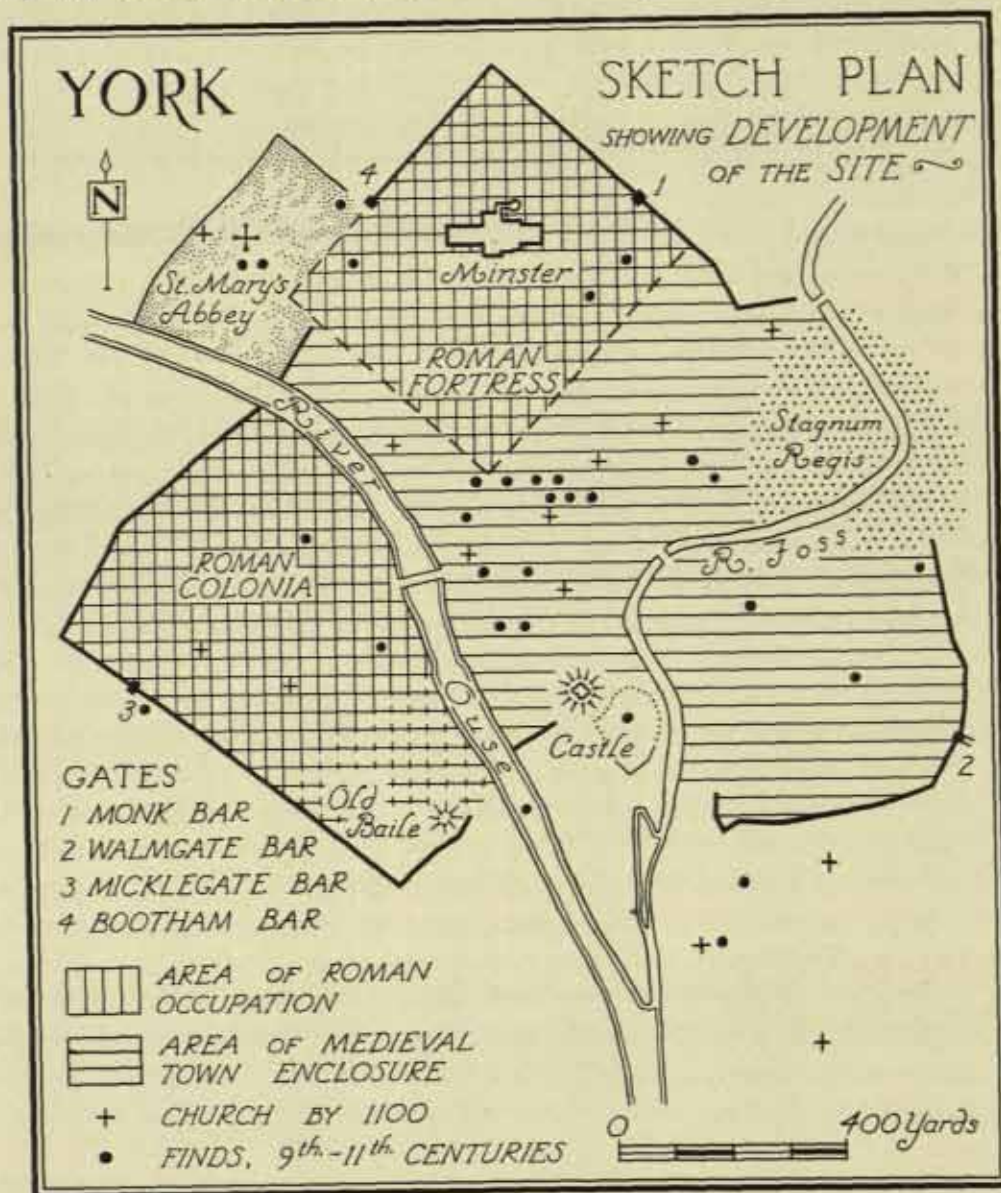 YORK
SKETCH PLAN
SHOWING DEVELOPMENT
OF THE SITE
N
4
1
St. Mary's
Abbey
Minster
ROMAN
FORTRESS
River
Stagnum
Regis
R. Foss
ROMAN
COLONIA
Ouse
3
Castle
2
Old
Baile
GATES
1 MONK BAR
2 WALMGATE BAR
3 MICKLEGATE BAR
4 BOOTHAM BAR
AREA OF ROMAN
OCCUPATION
AREA OF MEDIEVAL
TOWN ENCLOSURE
+ CHURCH BY 1100
• FINDS, 9th.-11th. CENTURIES
0 400 Yards